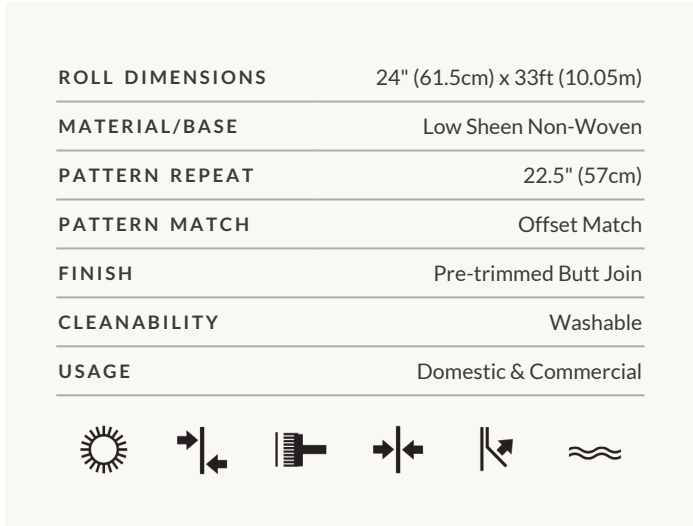 ROLL DIMENSIONS 24" (61.5cm) x 33ft (10.05m)
MATERIAL/BASE Low Sheen Non-Woven
PATTERN REPEAT 22.5" (57cm)
PATTERN MATCH Offset Match
FINISH Pre-trimmed Butt Join
CLEANABILITY Washable
USAGE Domestic & Commercial